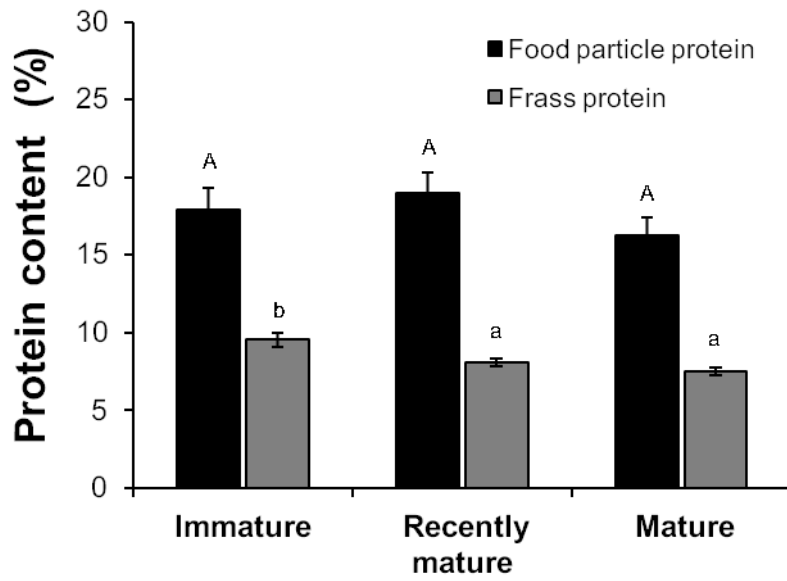 Protein content (%)
30
25
20
15
10
5
0
Food particle protein
Frass protein
A
b
A
a
A
a
Immature
Recently
mature
Mature